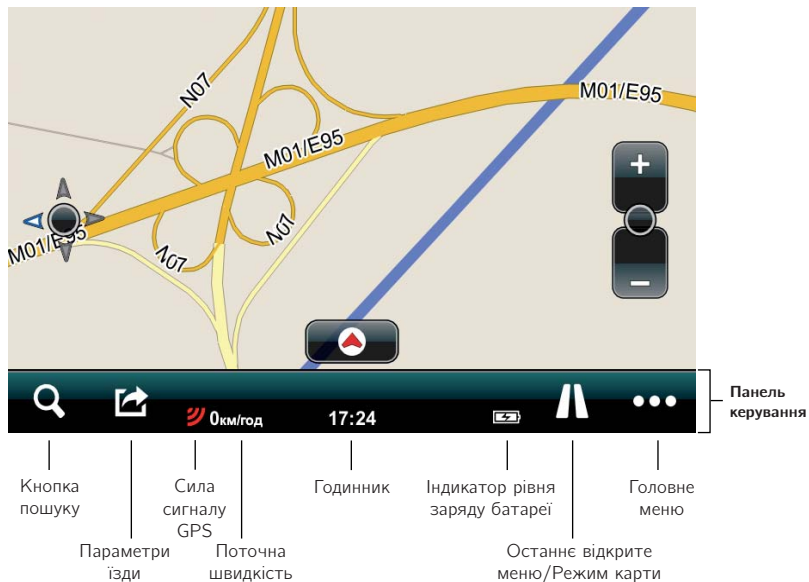 N07
M01/E95
M01/E95
+
M01/E95
N07
N07
−
0км/год
17:24
Панель
керування
Кнопка
пошуку
Сила
сигналу
GPS
Годинник
Індикатор рівня
заряду батареї
Головне
меню
Параметри
їзди
Поточна
швидкість
Останнє відкрите
меню/Режим карти